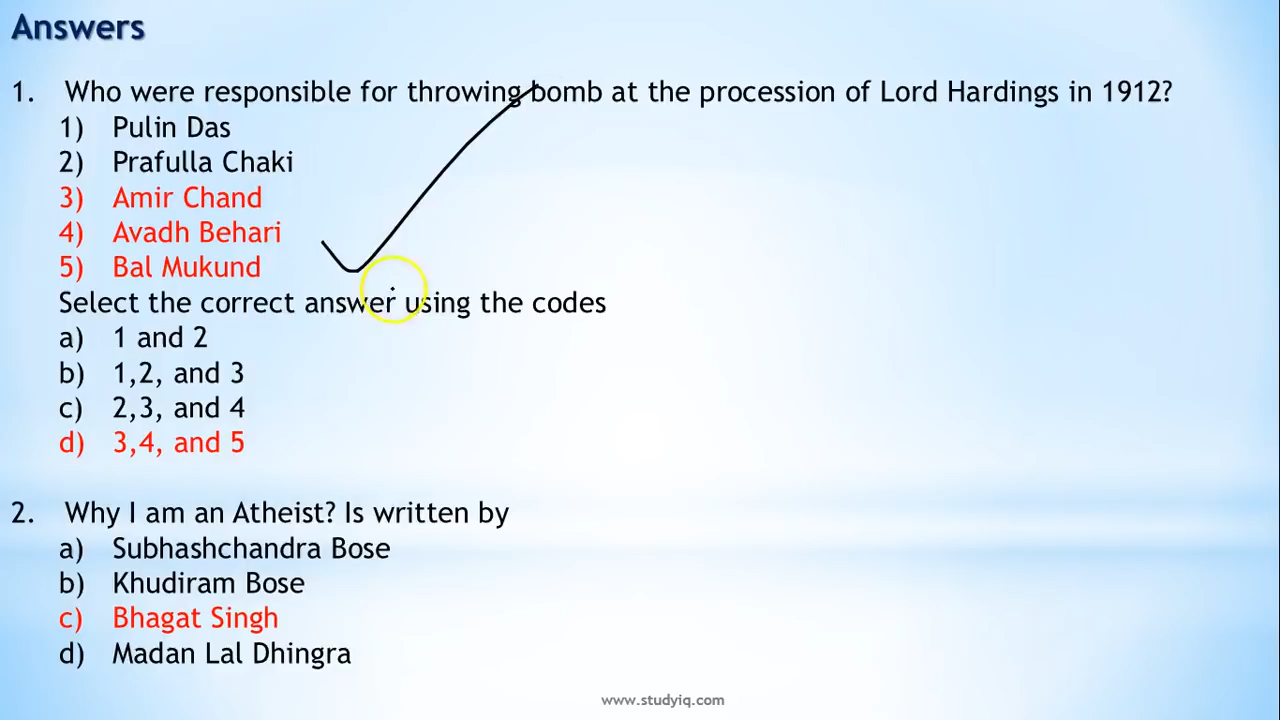 Answers
1. Who were responsible for throwing bomb at the procession of Lord Hardings in 1912?
1) Pulin Das
2) Prafulla Chaki
3) Amir Chand
4) Avadh Behari
5) Bal Mukund
Select the correct answer using the codes
a) 1 and 2
b) 1,2, and 3
c) 2,3, and 4
d) 3,4, and 5
2. Why I am an Atheist? Is written by
a) Subhashchandra Bose
b) Khudiram Bose
c) Bhagat Singh
d) Madan Lal Dhingra
www.studyiq.com